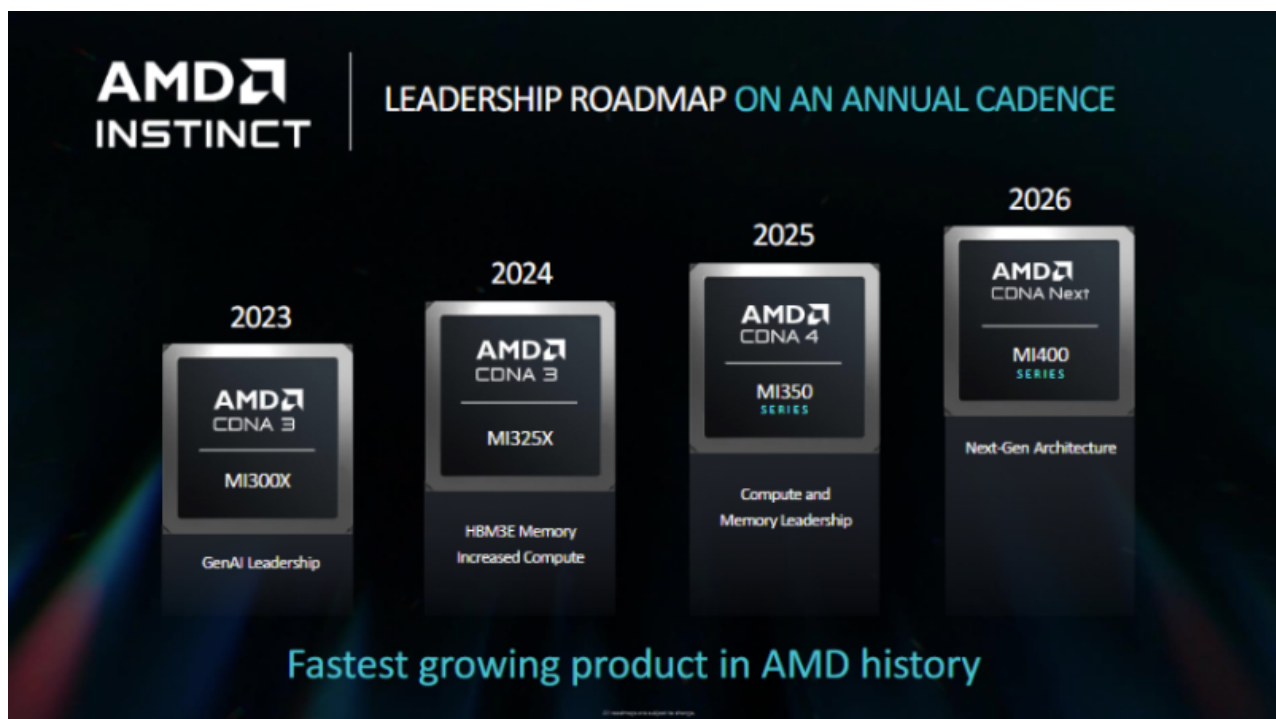 AMD
INSTINCT
LEADERSHIP ROADMAP ON AN ANNUAL CADENCE
2023
AMD
CDNA 3
MI300X
GenAI Leadership
2024
AMD
CDNA 3
MI325X
HBM3E Memory
Increased Compute
2025
AMD
CDNA 4
MI350
SERIES
Compute and
Memory Leadership
2026
AMD
CDNA Next
MI400
SERIES
Next-Gen Architecture
Fastest growing product in AMD history